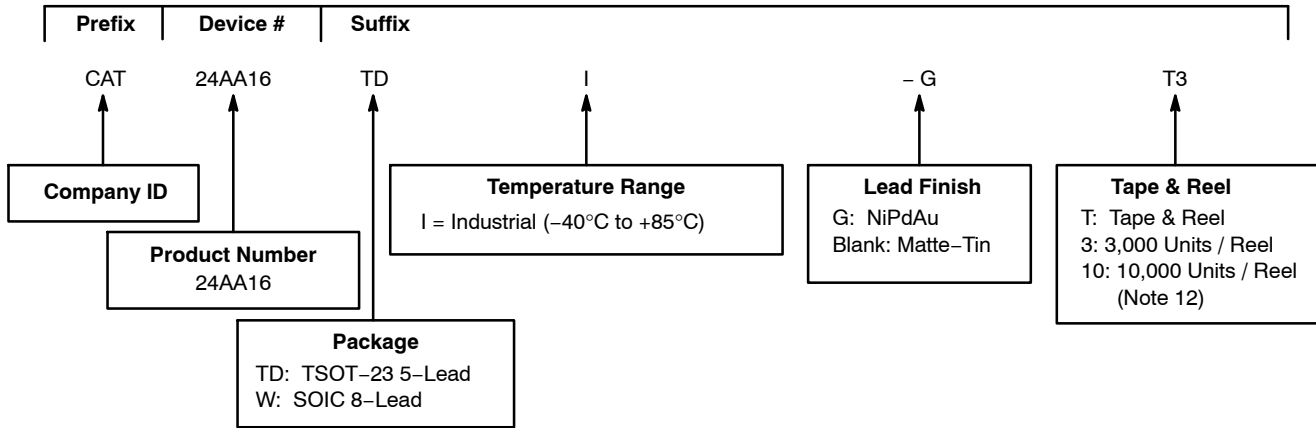 Prefix Device # Suffix
CAT 24AA16 TD I – G T3
Company ID
Product Number
24AA16
Package
TD: TSOT–23 5–Lead
W: SOIC 8–Lead
Temperature Range
I = Industrial (–40°C to +85°C)
Lead Finish
G: NiPdAu
Blank: Matte–Tin
Tape & Reel
T: Tape & Reel
3: 3,000 Units / Reel
10: 10,000 Units / Reel
(Note 12)